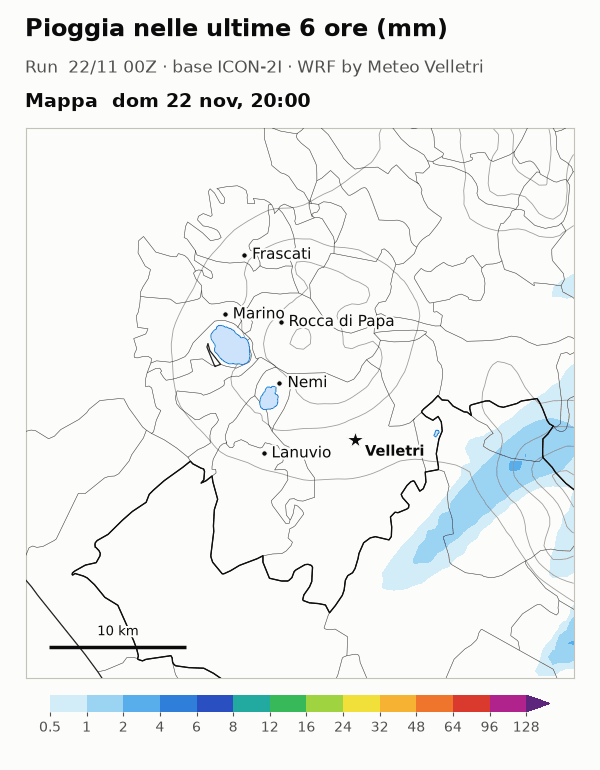 Pioggia nelle ultime 6 ore (mm)
Run  22/11 00Z · base ICON-2I · WRF by Meteo Velletri
Mappa  dom 22 nov, 20:00
Frascati
Marino
Rocca di Papa
Nemi
Velletri
Lanuvio
10 km
0.5 1 2 4 6 8 12 16 24 32 48 64 96 128